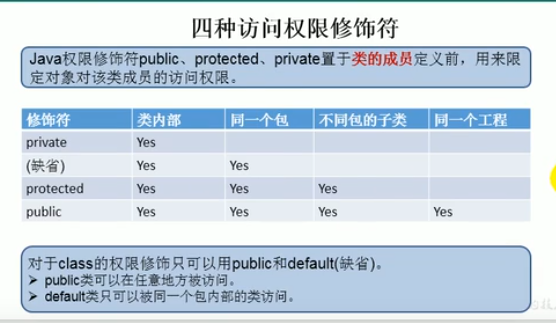 四种访问权限修饰符
Java权限修饰符public、protected、private置于类的成员定义前，用来限
定对象对该类成员的访问权限。
修饰符 类内部 同一个包 不同包的子类 同一个工程
private Yes
(缺省) Yes Yes
protected Yes Yes Yes
public Yes Yes Yes Yes
对于class的权限修饰只可以用public和default(缺省)。
➢ public类可以在任意地方被访问。
➢ default类只可以被同一个包内部的类访问。